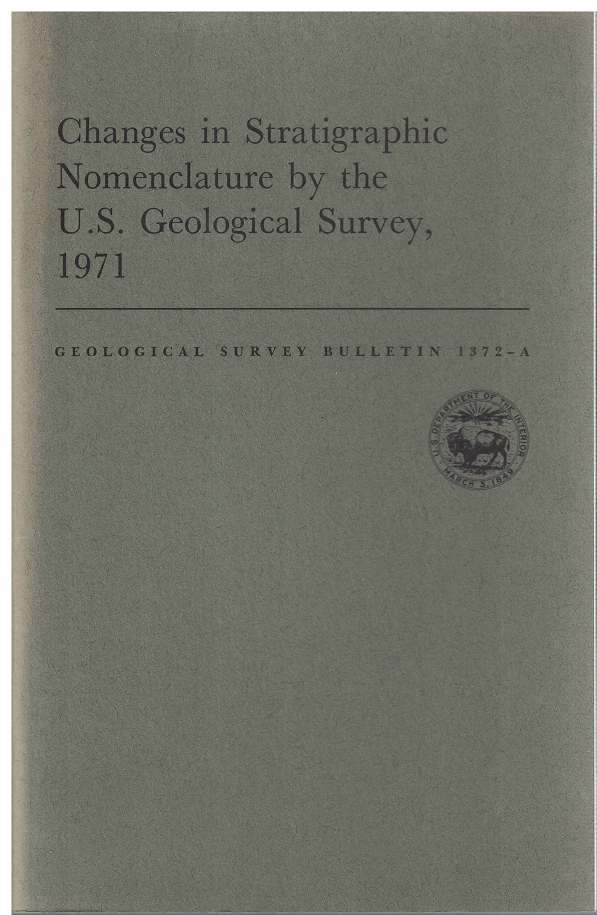 Changes in Stratigraphic
Nomenclature by the
U.S. Geological Survey,
1971
GEOLOGICAL SURVEY BULLETIN 1372–A
U.S. DEPARTMENT OF THE INTERIOR
MARCH 3, 1849